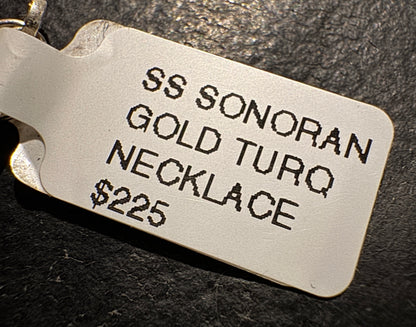 SS SONORAN
GOLD TURQ
NECKLACE
$225